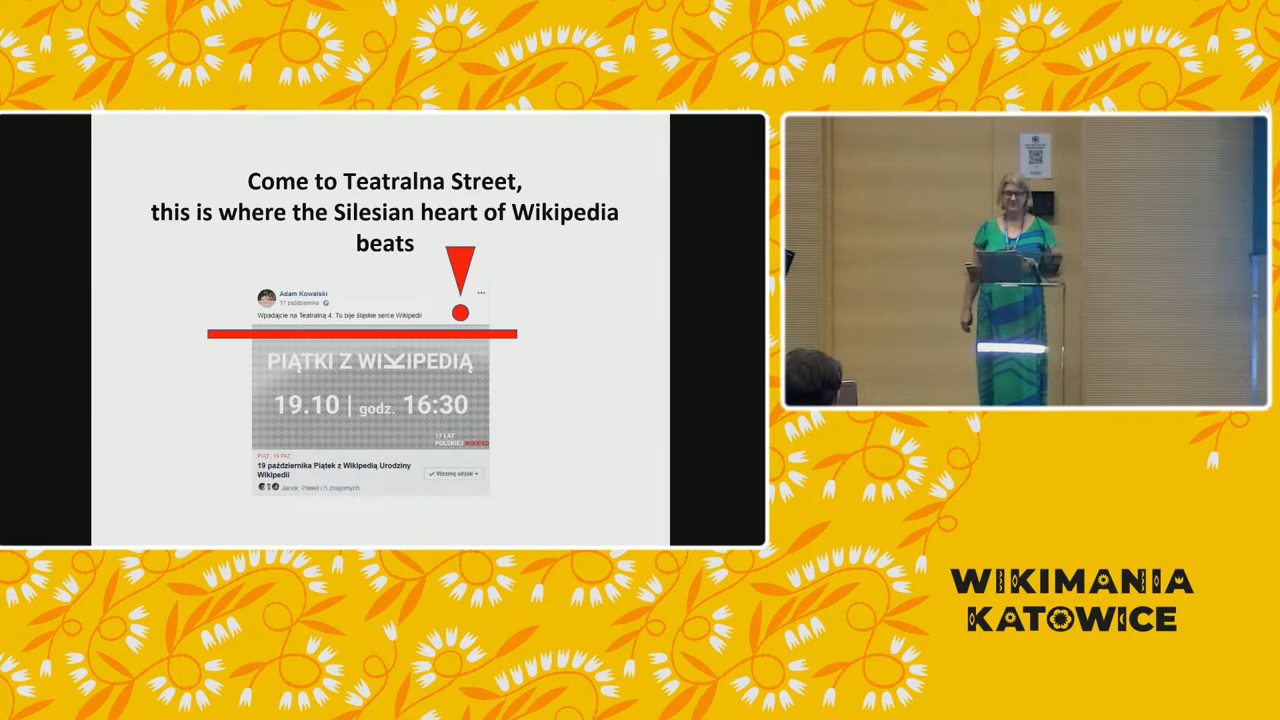 Come to Teatralna Street,
this is where the Silesian heart of Wikipedia
beats
Adam Kowalski
17 października
Wpadajcie na Teatralną 4. Tu bije śląskie serce Wikipedii
PIĄTKI Z WIKIPEDIĄ
19.10 | godz. 16:30
17 LAT
POLSKIEJ WIKIPED
PIĄT., 19 PAŹ.
19 października Piątek z Wikipedią Urodziny
Wikipedii
Wezmę udział
Jacek, Paweł i 5 znajomych
WIKIMANIA
KATOWICE